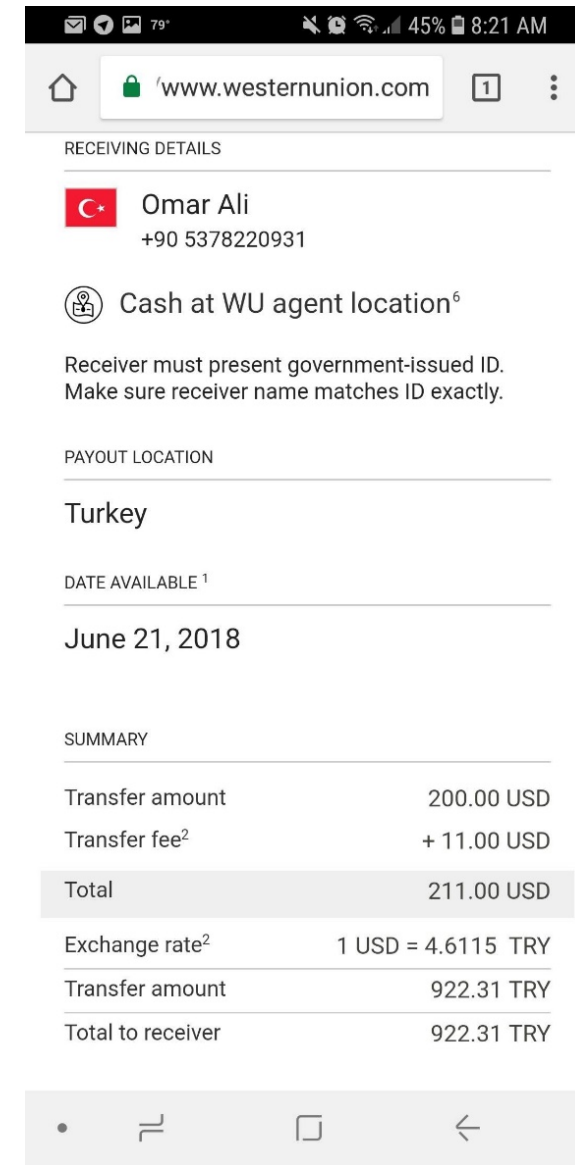 79°
45% 8:21 AM
www.westernunion.com
1
RECEIVING DETAILS
Omar Ali
+90 5378220931
Cash at WU agent location6
Receiver must present government-issued ID.
Make sure receiver name matches ID exactly.
PAYOUT LOCATION
Turkey
DATE AVAILABLE 1
June 21, 2018
SUMMARY
Transfer amount 200.00 USD
Transfer fee2 + 11.00 USD
Total 211.00 USD
Exchange rate2 1 USD = 4.6115 TRY
Transfer amount 922.31 TRY
Total to receiver 922.31 TRY